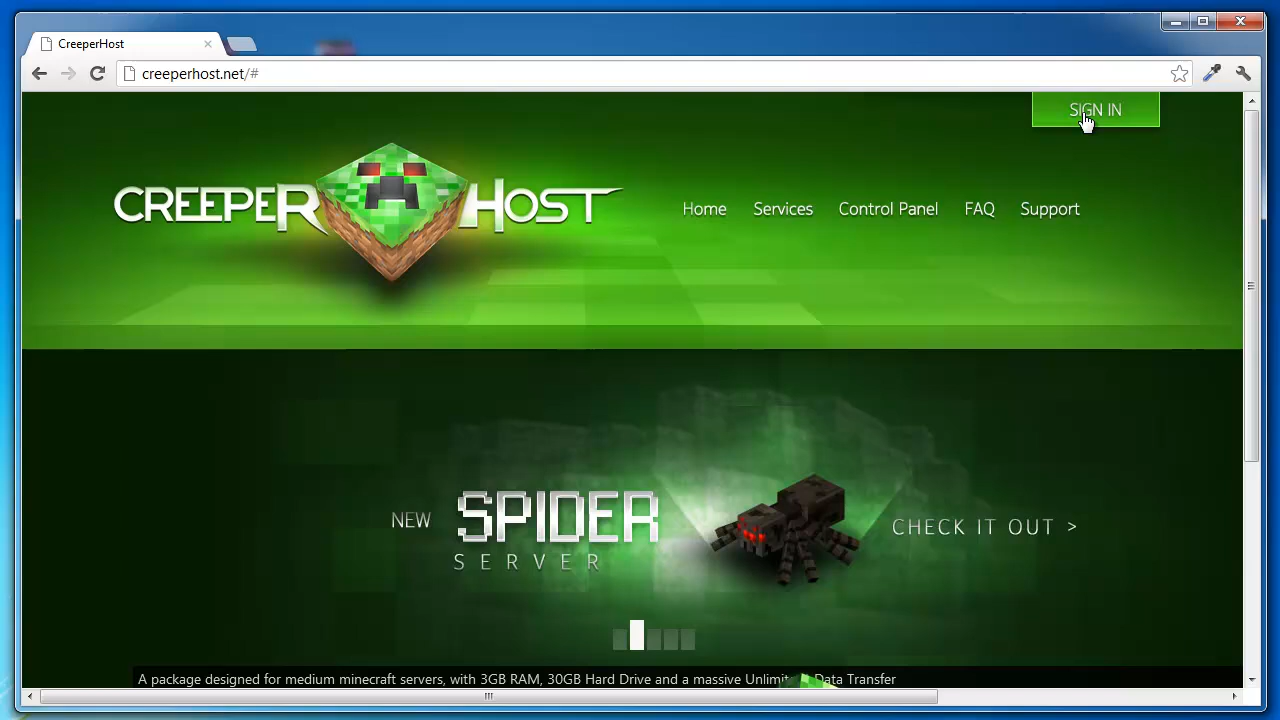 CreeperHost
creeperhost.net/#
SIGN IN
CREEPER HOST
Home Services Control Panel FAQ Support
NEW SPIDER
SERVER
CHECK IT OUT >
A package designed for medium minecraft servers, with 3GB RAM, 30GB Hard Drive and a massive Data Transfer